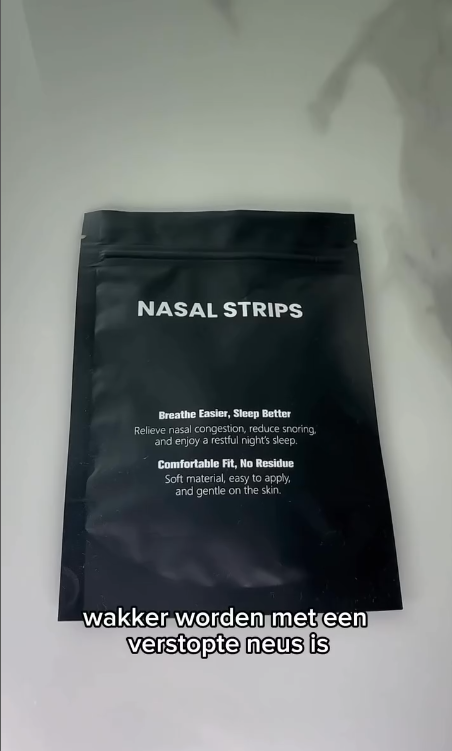 NASAL STRIPS
Breathe Easier, Sleep Better
Relieve nasal congestion, reduce snoring,
and enjoy a restful night's sleep.
Comfortable Fit, No Residue
Soft material, easy to apply,
and gentle on the skin.
wakker worden met een
verstopte neus is